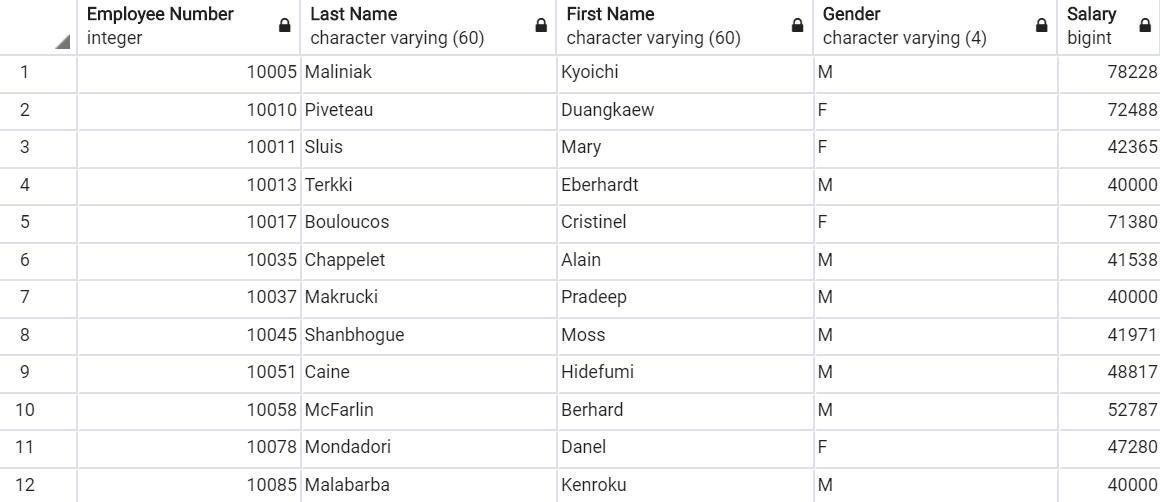 Employee Number Last Name First Name Gender Salary
integer character varying (60) character varying (60) character varying (4) bigint
1 10005 Maliniak Kyoichi M 78228
2 10010 Piveteau Duangkaew F 72488
3 10011 Sluis Mary F 42365
4 10013 Terkki Eberhardt M 40000
5 10017 Bouloucos Cristinel F 71380
6 10035 Chappelet Alain M 41538
7 10037 Makrucki Pradeep M 40000
8 10045 Shanbhogue Moss M 41971
9 10051 Caine Hidefumi M 48817
10 10058 McFarlin Berhard M 52787
11 10078 Mondadori Danel F 47280
12 10085 Malabarba Kenroku M 40000